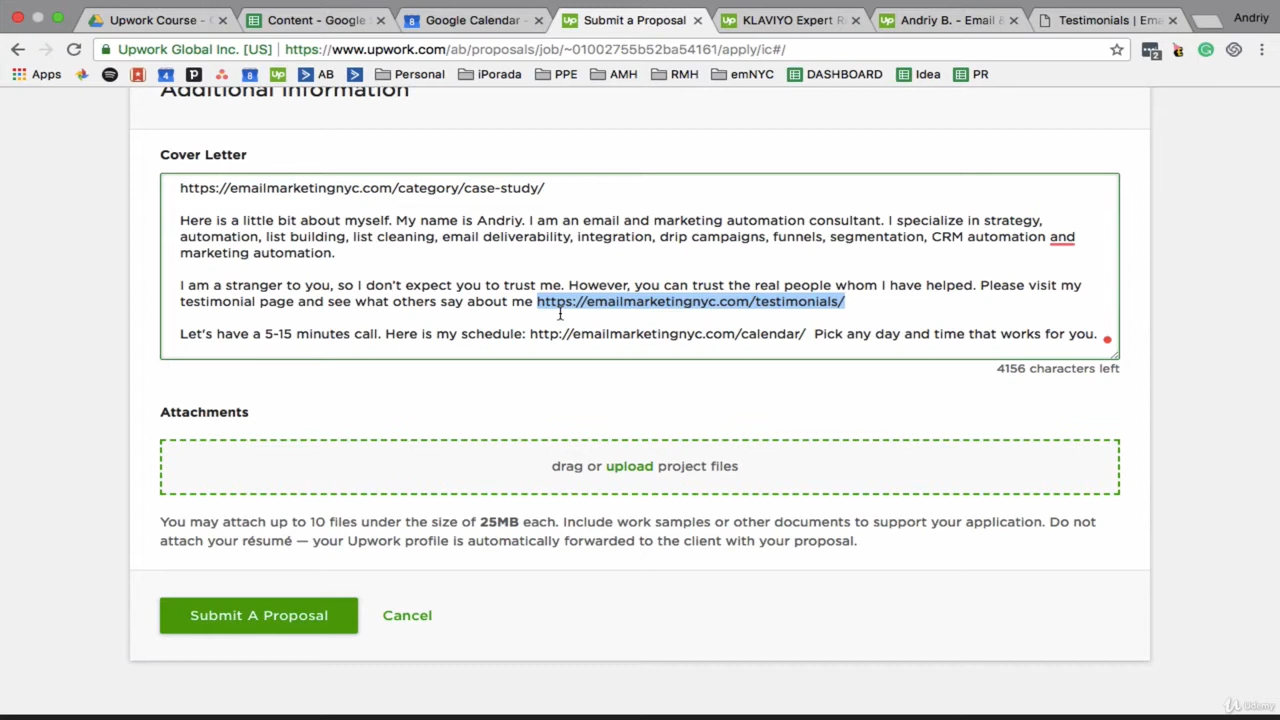 Upwork Course - 
Content - Google 
Google Calendar - 
Submit a Proposal
KLAVIYO Expert 
Andriy B. - Email 
Testimonials | 
Andriy
Upwork Global Inc. [US] | https://www.upwork.com/ab/proposals/job/~01002755b52ba54161/apply/ic#/
2
Apps
4
P
8
Up
AB
Personal
iPorada
PPE
AMH
RMH
emNYC
DASHBOARD
Idea
PR
Additional Information
Cover Letter
https://emailmarketingnyc.com/category/case-study/
Here is a little bit about myself. My name is Andriy. I am an email and marketing automation consultant. I specialize in strategy,
automation, list building, list cleaning, email deliverability, integration, drip campaigns, funnels, segmentation, CRM automation and
marketing automation.
I am a stranger to you, so I don't expect you to trust me. However, you can trust the real people whom I have helped. Please visit my
testimonial page and see what others say about me https://emailmarketingnyc.com/testimonials/
Let's have a 5-15 minutes call. Here is my schedule: http://emailmarketingnyc.com/calendar/ Pick any day and time that works for you.
4156 characters left
Attachments
drag or upload project files
You may attach up to 10 files under the size of 25MB each. Include work samples or other documents to support your application. Do not
attach your résumé — your Upwork profile is automatically forwarded to the client with your proposal.
Submit A Proposal
Cancel
Udemy